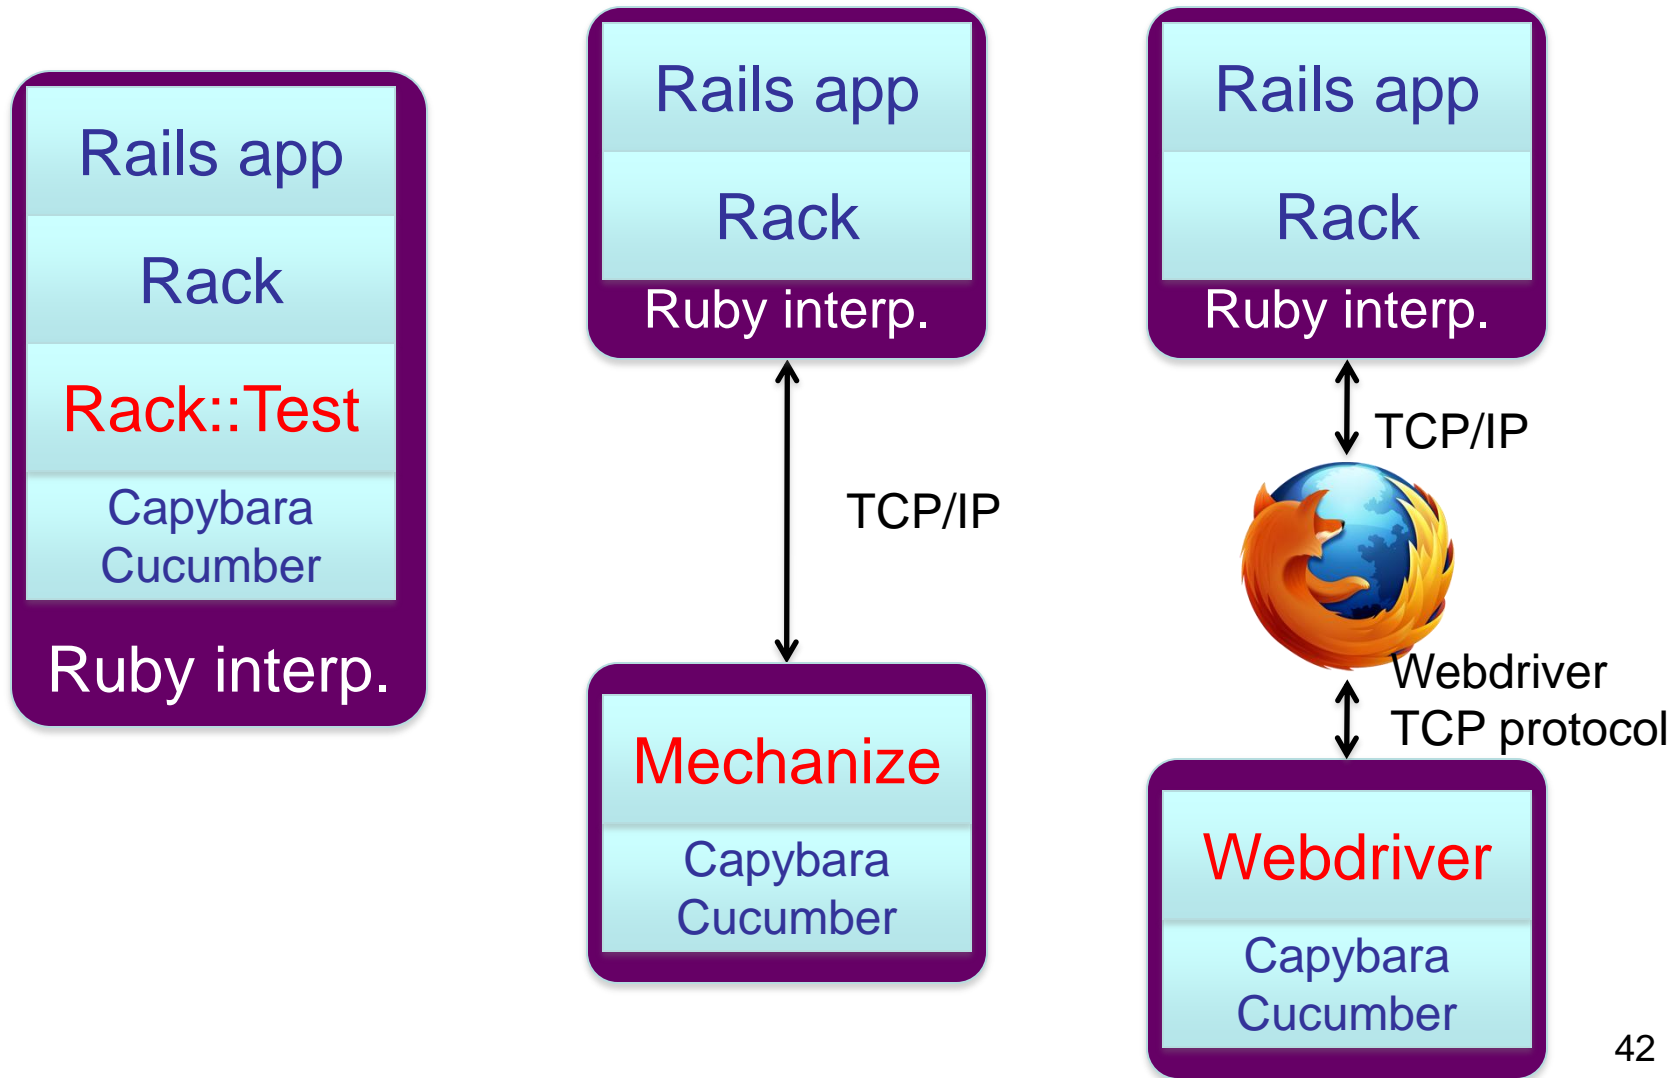 Rails app
Rack
Rack::Test
Capybara
Cucumber
Ruby interp.
Rails app
Rack
Ruby interp.
TCP/IP
Mechanize
Capybara
Cucumber
Rails app
Rack
Ruby interp.
TCP/IP
Webdriver
TCP protocol
Webdriver
Capybara
Cucumber
42